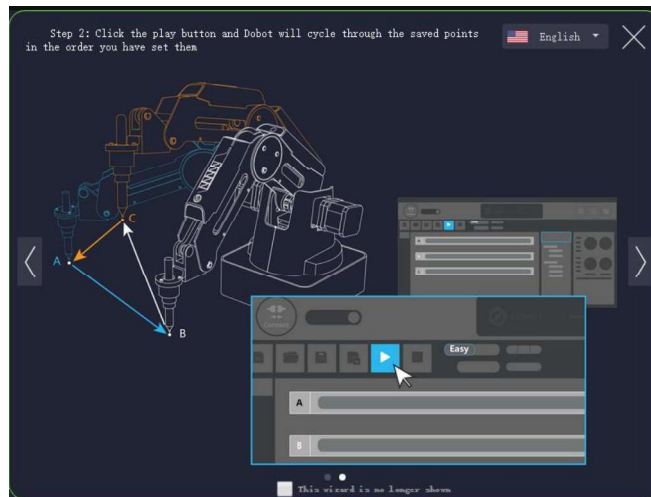 Step 2: Click the play button and Dobot will cycle through the saved points
in the order you have set them
English
C
A
B
Connect
Easy
A
B
This wizard is no longer shown